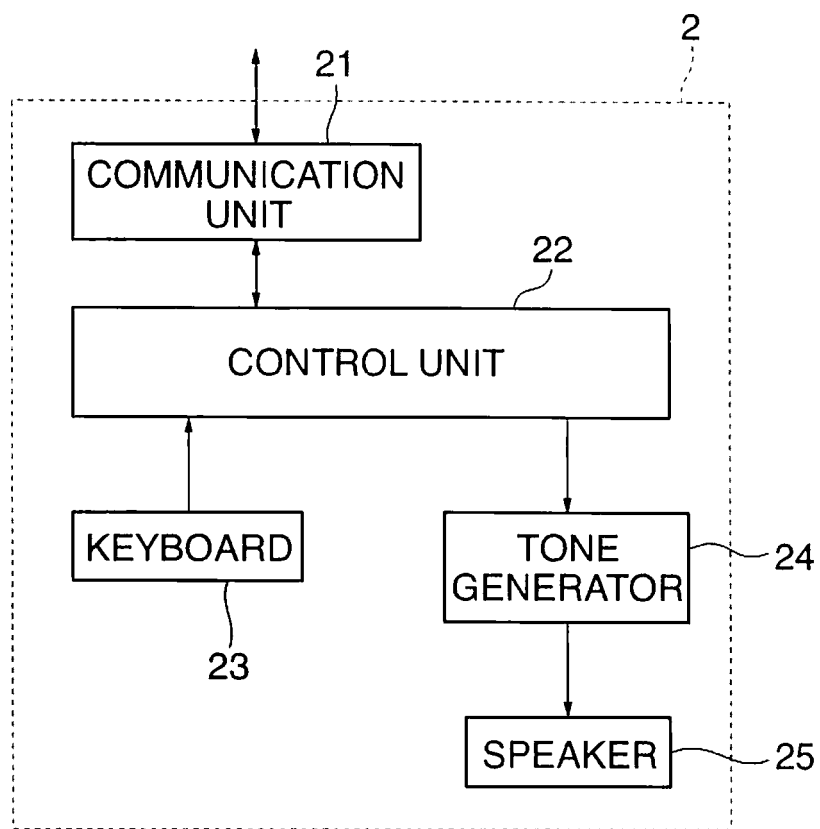 2
21
COMMUNICATION
UNIT
22
CONTROL UNIT
KEYBOARD
23
TONE
GENERATOR
24
SPEAKER
25